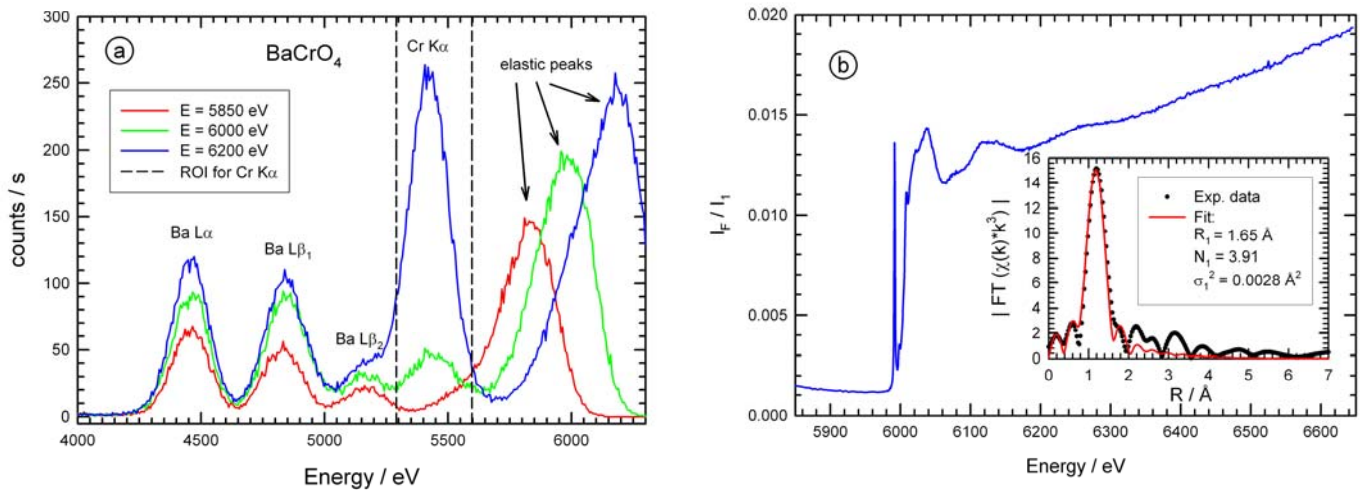 a
BaCrO₄
Cr Kα
elastic peaks
E = 5850 eV
E = 6000 eV
E = 6200 eV
ROI for Cr Kα
Ba Lα
Ba Lβ₁
Ba Lβ₂
counts / s
300
250
200
150
100
50
0
4000 4500 5000 5500 6000
Energy / eV
b
I_F / I₁
0.020
0.015
0.010
0.005
0.000
5900 6000 6100 6200 6300 6400 6500 6600
Energy / eV
| FT (χ(k)*k³) |
16
14
12
10
8
6
4
2
0
0 1 2 3 4 5 6 7
R / Å
Exp. data
Fit:
R₁ = 1.65 Å
N₁ = 3.91
σ₁² = 0.0028 Å²